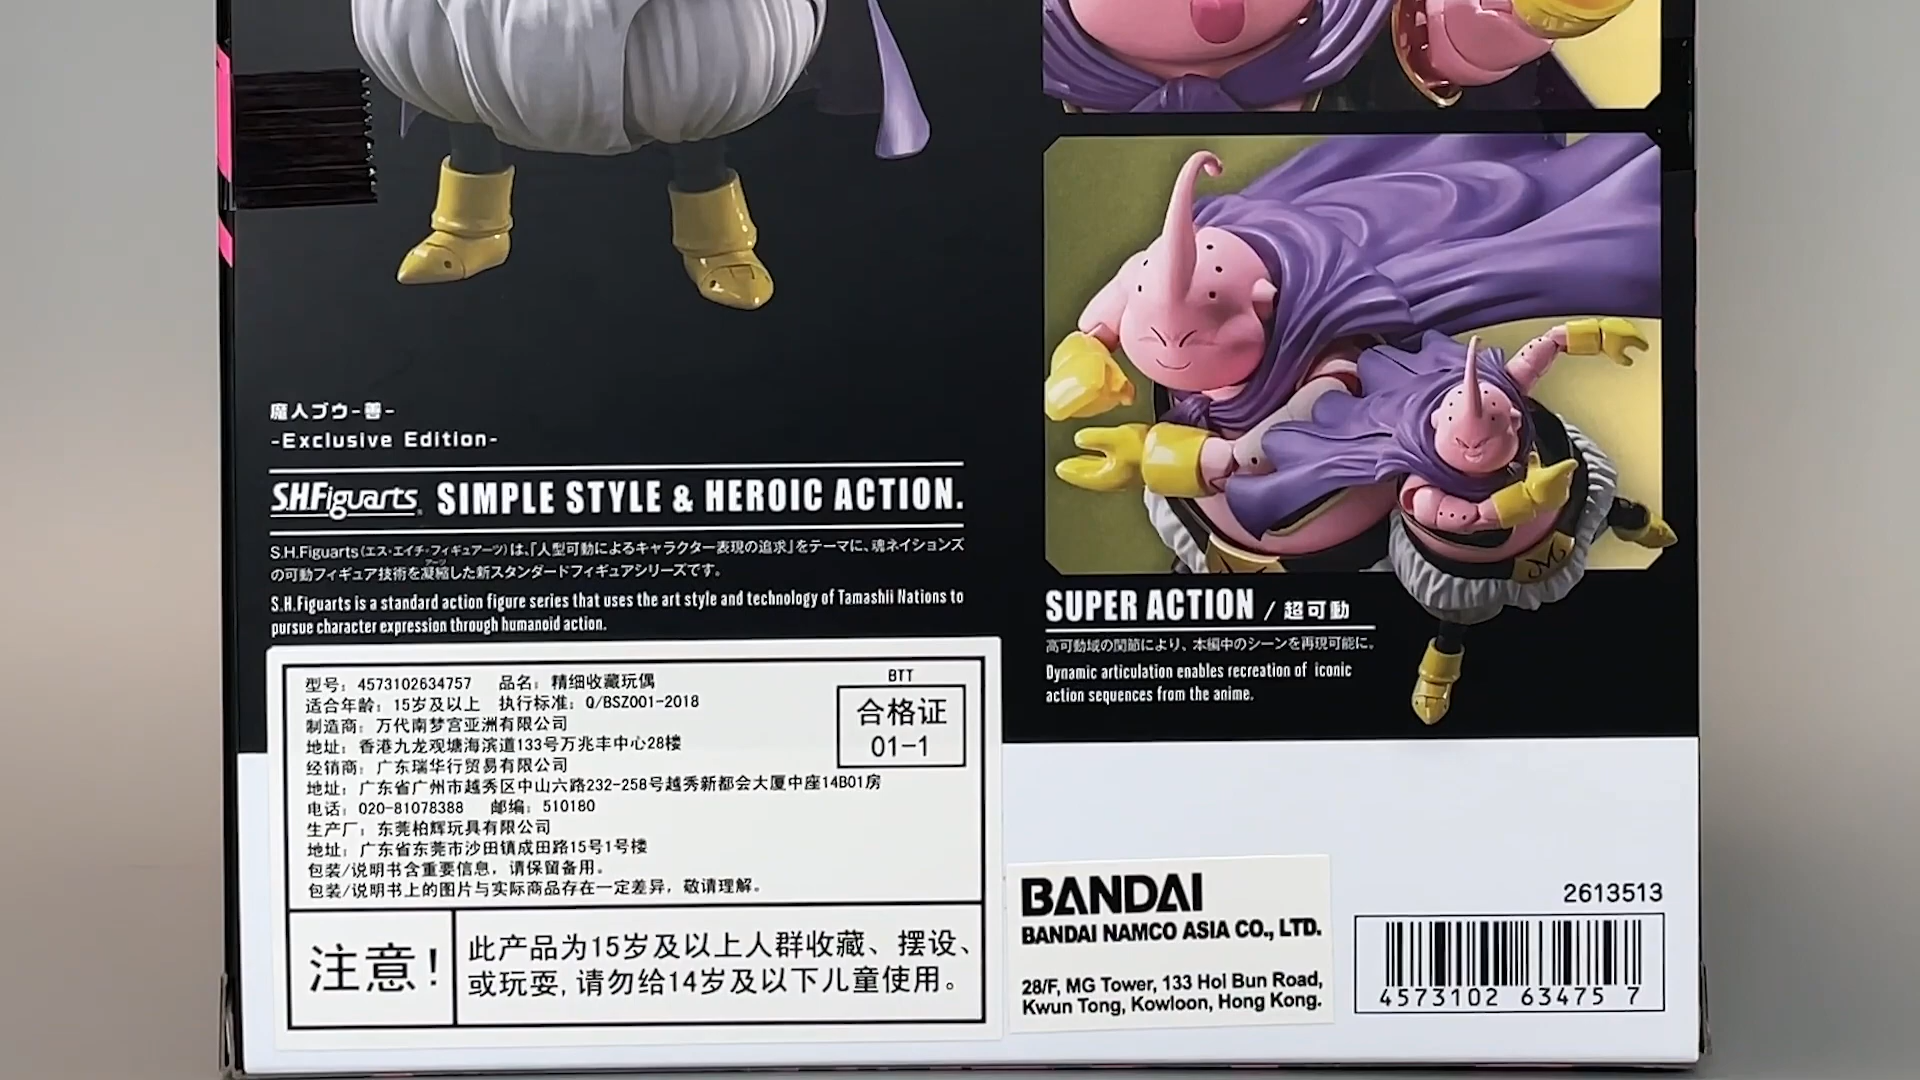 魔人ブウ-善-
-Exclusive Edition-
S.H.Figuarts SIMPLE STYLE & HEROIC ACTION.
S.H.Figuarts(エス・エイチ・フィギュアーツ)は、「人型可動によるキャラクター表現の追求」をテーマに、魂ネイションズ
の可動フィギュア技術を凝縮した新スタンダードフィギュアシリーズです。
S.H.Figuarts is a standard action figure series that uses the art style and technology of Tamashii Nations to
pursue character expression through humanoid action.
SUPER ACTION / 超可動
高可動域の関節により、本編中のシーンを再現可能に。
Dynamic articulation enables recreation of iconic
action sequences from the anime.
型号: 4573102634757 品名: 精细收藏玩偶
适合年龄: 15岁及以上 执行标准: Q/BSZ001-2018
制造商: 万代南梦宫亚洲有限公司
地址: 香港九龙观塘海滨道133号万兆丰中心28楼
经销商: 广东瑞华行贸易有限公司
地址: 广东省广州市越秀区中山六路232-258号越秀新都会大厦中座14B01房
电话: 020-81078388 邮编: 510180
生产厂: 东莞柏辉玩具有限公司
地址: 广东省东莞市沙田镇成田路15号1号楼
包装/说明书含重要信息, 请保留备用。
包装/说明书上的图片与实际商品存在一定差异, 敬请理解。
BTT
合格证
01-1
注意!
此产品为15岁及以上人群收藏、摆设、
或玩耍, 请勿给14岁及以下儿童使用。
BANDAI
BANDAI NAMCO ASIA CO., LTD.
28/F, MG Tower, 133 Hoi Bun Road,
Kwun Tong, Kowloon, Hong Kong.
2613513
4573102 63475 7